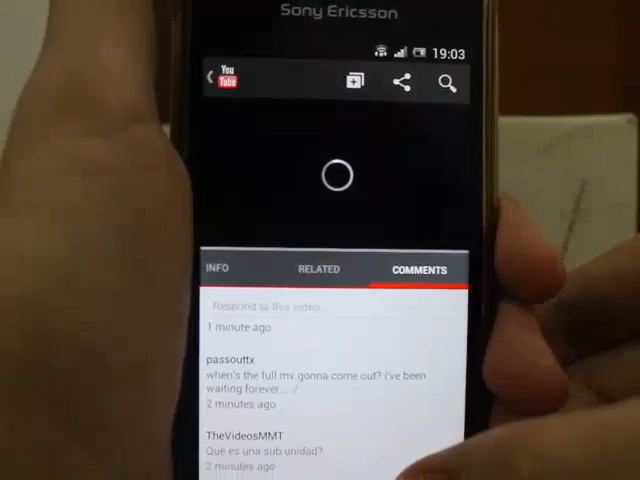 Sony Ericsson
19:03
You
Tube
INFO
RELATED
COMMENTS
Respond to this video...
1 minute ago
passouttx
when's the full mv gonna come out? i've been
waiting forever... :/
2 minutes ago
TheVideosMMT
Que es una sub unidad?
2 minutes ago